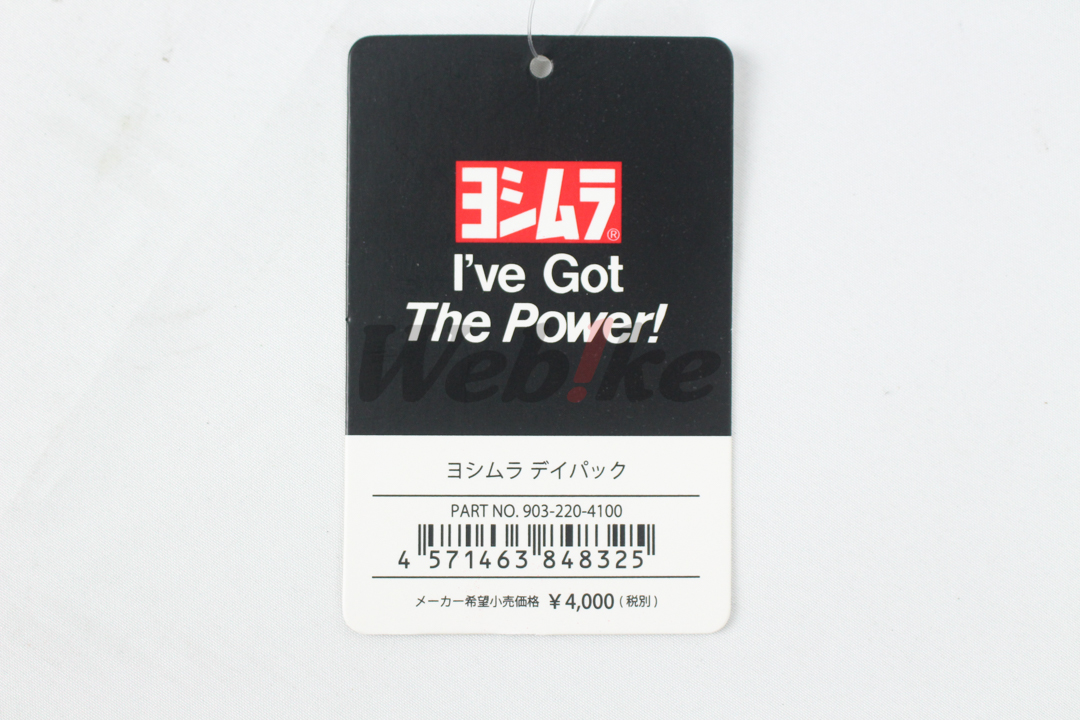 ヨシムラ®
I've Got
The Power!
Web!ke
ヨシムラ デイパック
PART NO. 903-220-4100
4 571463 848325
メーカー希望小売価格 ￥4,000 (税別)